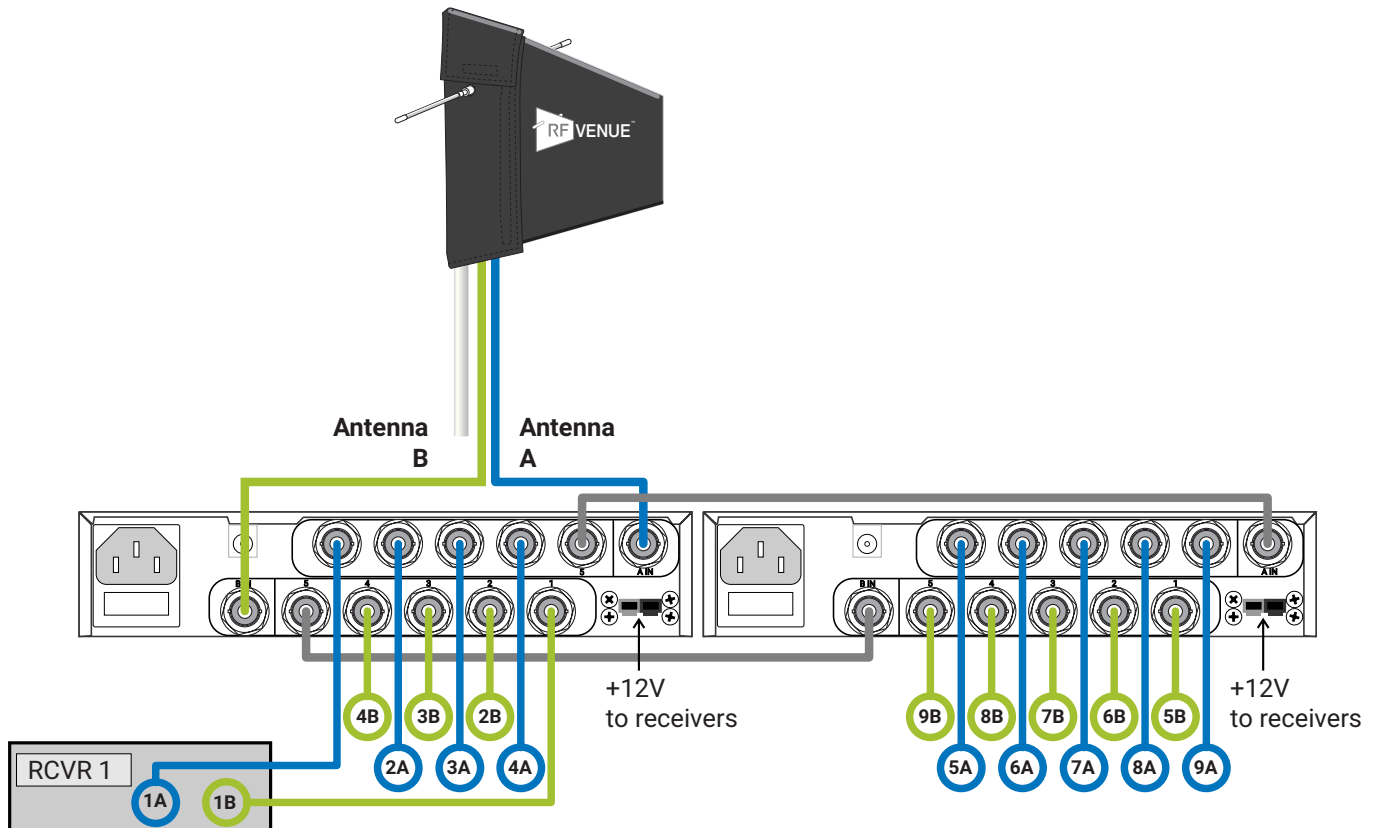 RF VENUE™
Antenna
B
Antenna
A
5
A IN
B IN
5
4
3
2
1
A IN
B IN
5
4
3
2
1
+12V
to receivers
+12V
to receivers
4B
3B
2B
9B
8B
7B
6B
5B
2A
3A
4A
5A
6A
7A
8A
9A
RCVR 1
1A
1B